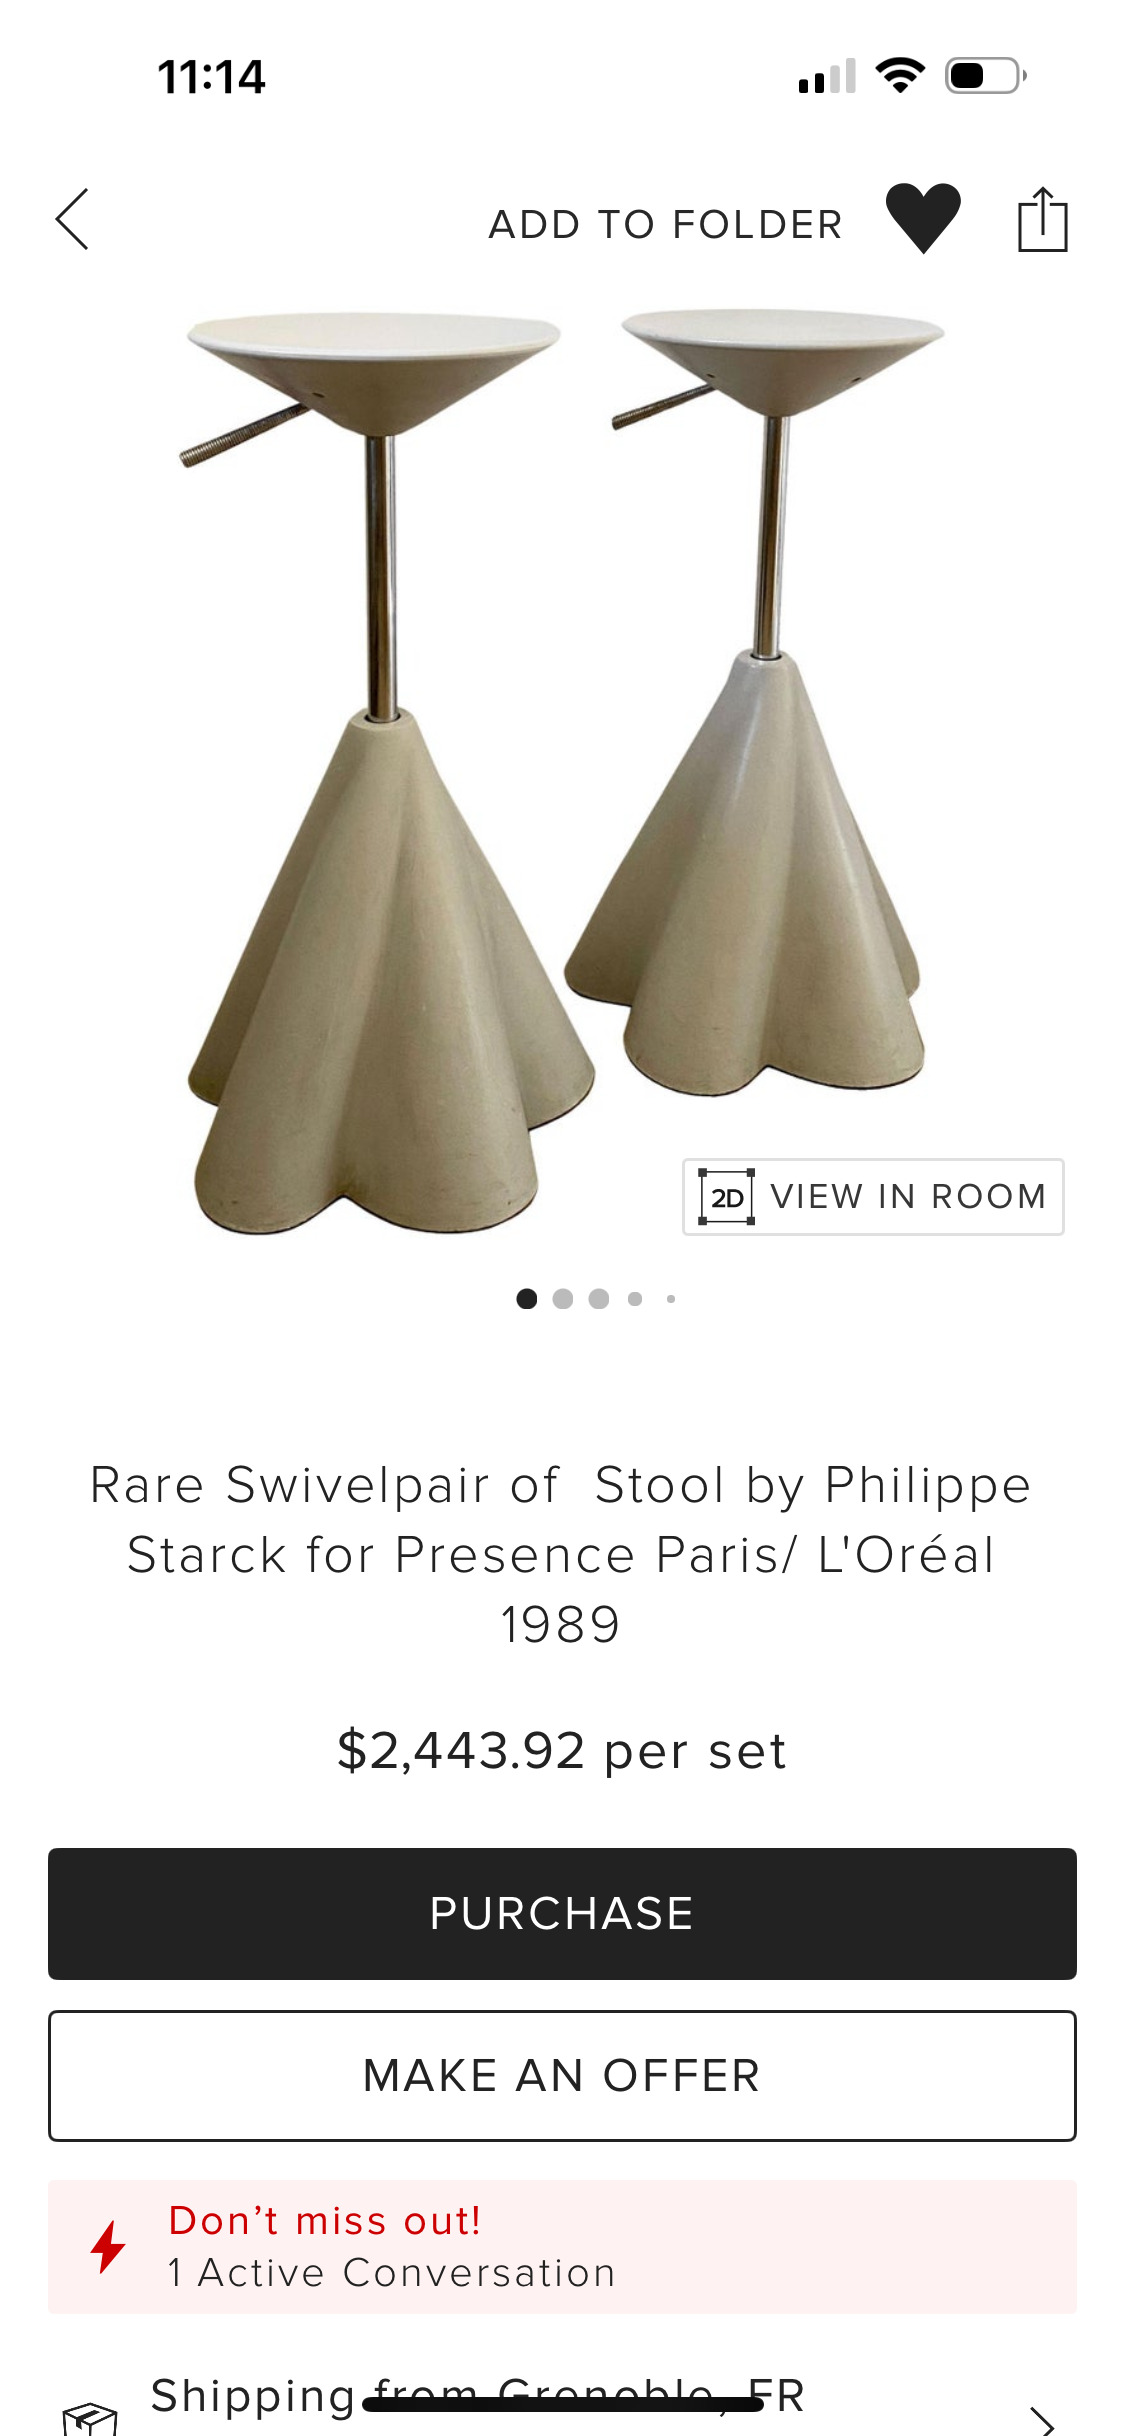 11:14
ADD TO FOLDER
2D VIEW IN ROOM
Rare Swivelpair of  Stool by Philippe
Starck for Presence Paris/ L'Oréal
1989
$2,443.92 per set
PURCHASE
MAKE AN OFFER
Don’t miss out!
1 Active Conversation
Shipping from Grenoble, FR